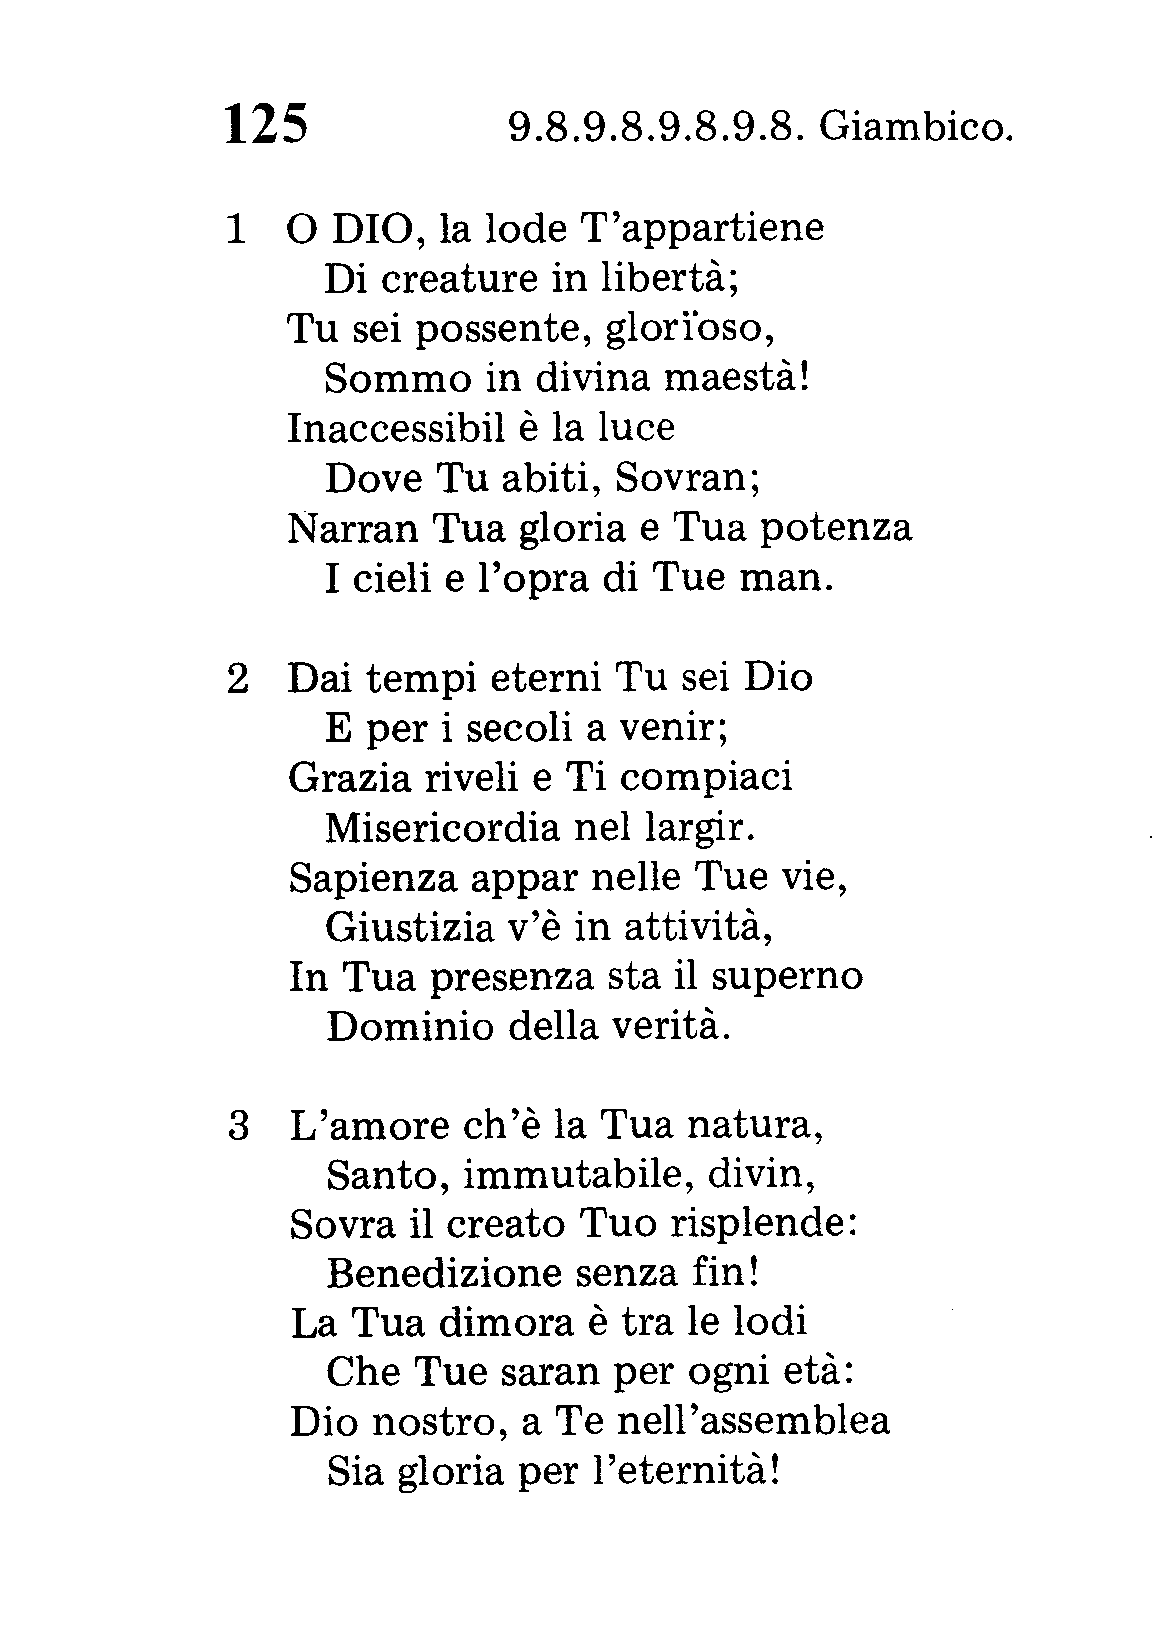 125 9.8.9.8.9.8.9.8. Giambico.
1 O DIO, la lode T'appartiene
Di creature in libertà;
Tu sei possente, glorïoso,
Sommo in divina maestà!
Inaccessibil è la luce
Dove Tu abiti, Sovran;
Narran Tua gloria e Tua potenza
I cieli e l'opra di Tue man.
2 Dai tempi eterni Tu sei Dio
E per i secoli a venir;
Grazia riveli e Ti compiaci
Misericordia nel largir.
Sapienza appar nelle Tue vie,
Giustizia v'è in attività,
In Tua presenza sta il superno
Dominio della verità.
3 L'amore ch'è la Tua natura,
Santo, immutabile, divin,
Sovra il creato Tuo risplende:
Benedizione senza fin!
La Tua dimora è tra le lodi
Che Tue saran per ogni età:
Dio nostro, a Te nell'assemblea
Sia gloria per l'eternità!